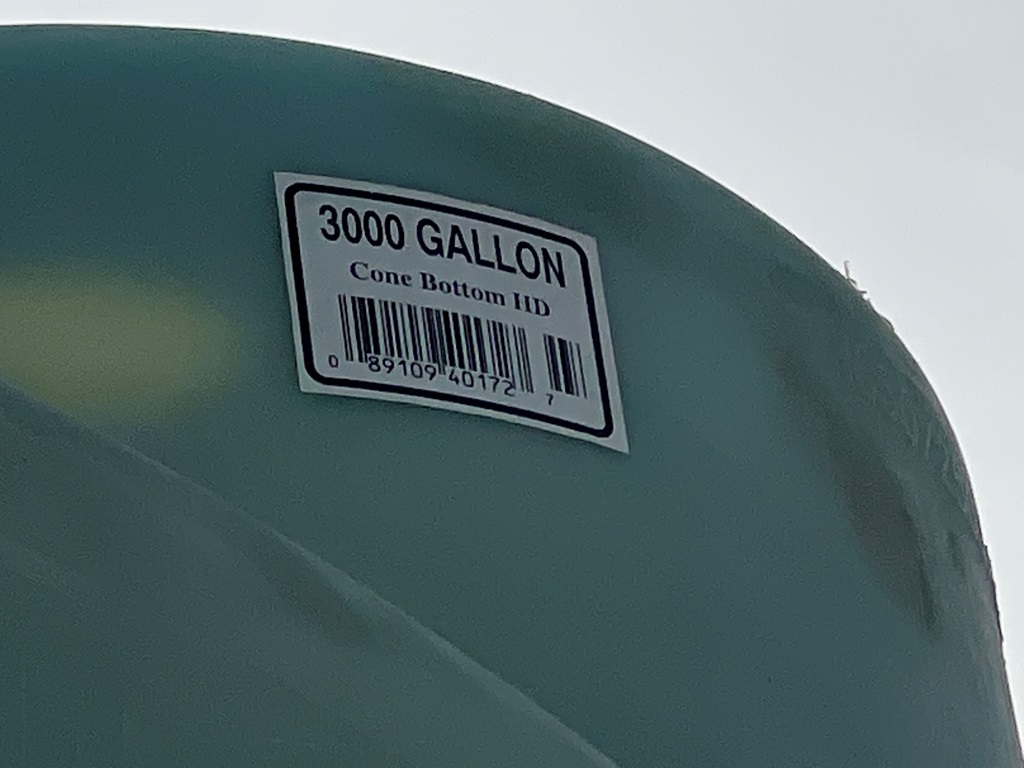 3000 GALLON
Cone Bottom HD
0 89109 40172 7